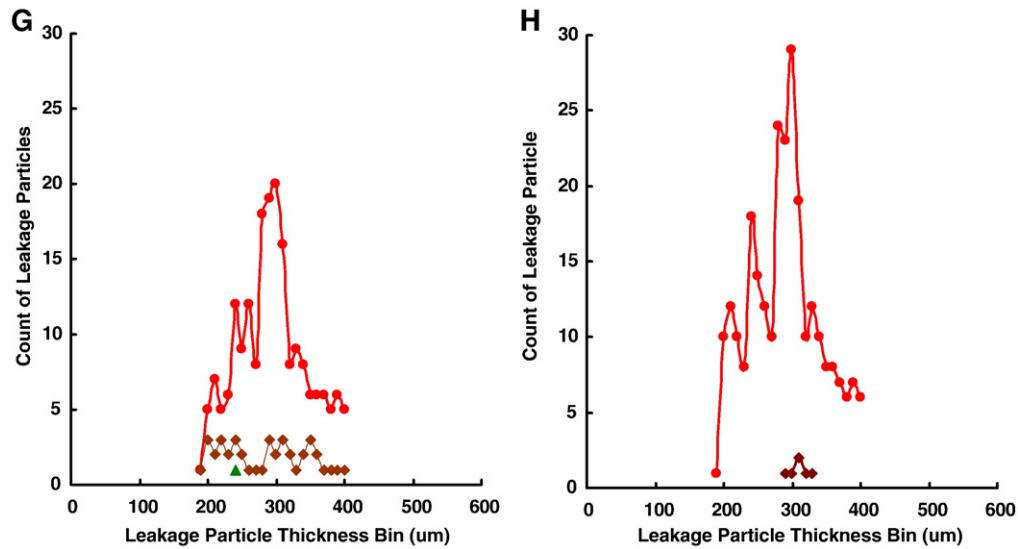 G
30
25
20
15
10
5
0
Count of Leakage Particles
0 100 200 300 400 500 600
Leakage Particle Thickness Bin (um)
H
30
25
20
15
10
5
0
Count of Leakage Particle
0 100 200 300 400 500 600
Leakage Particle Thickness Bin (um)